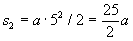 s₂ = a · 5² / 2 = 25/2 a